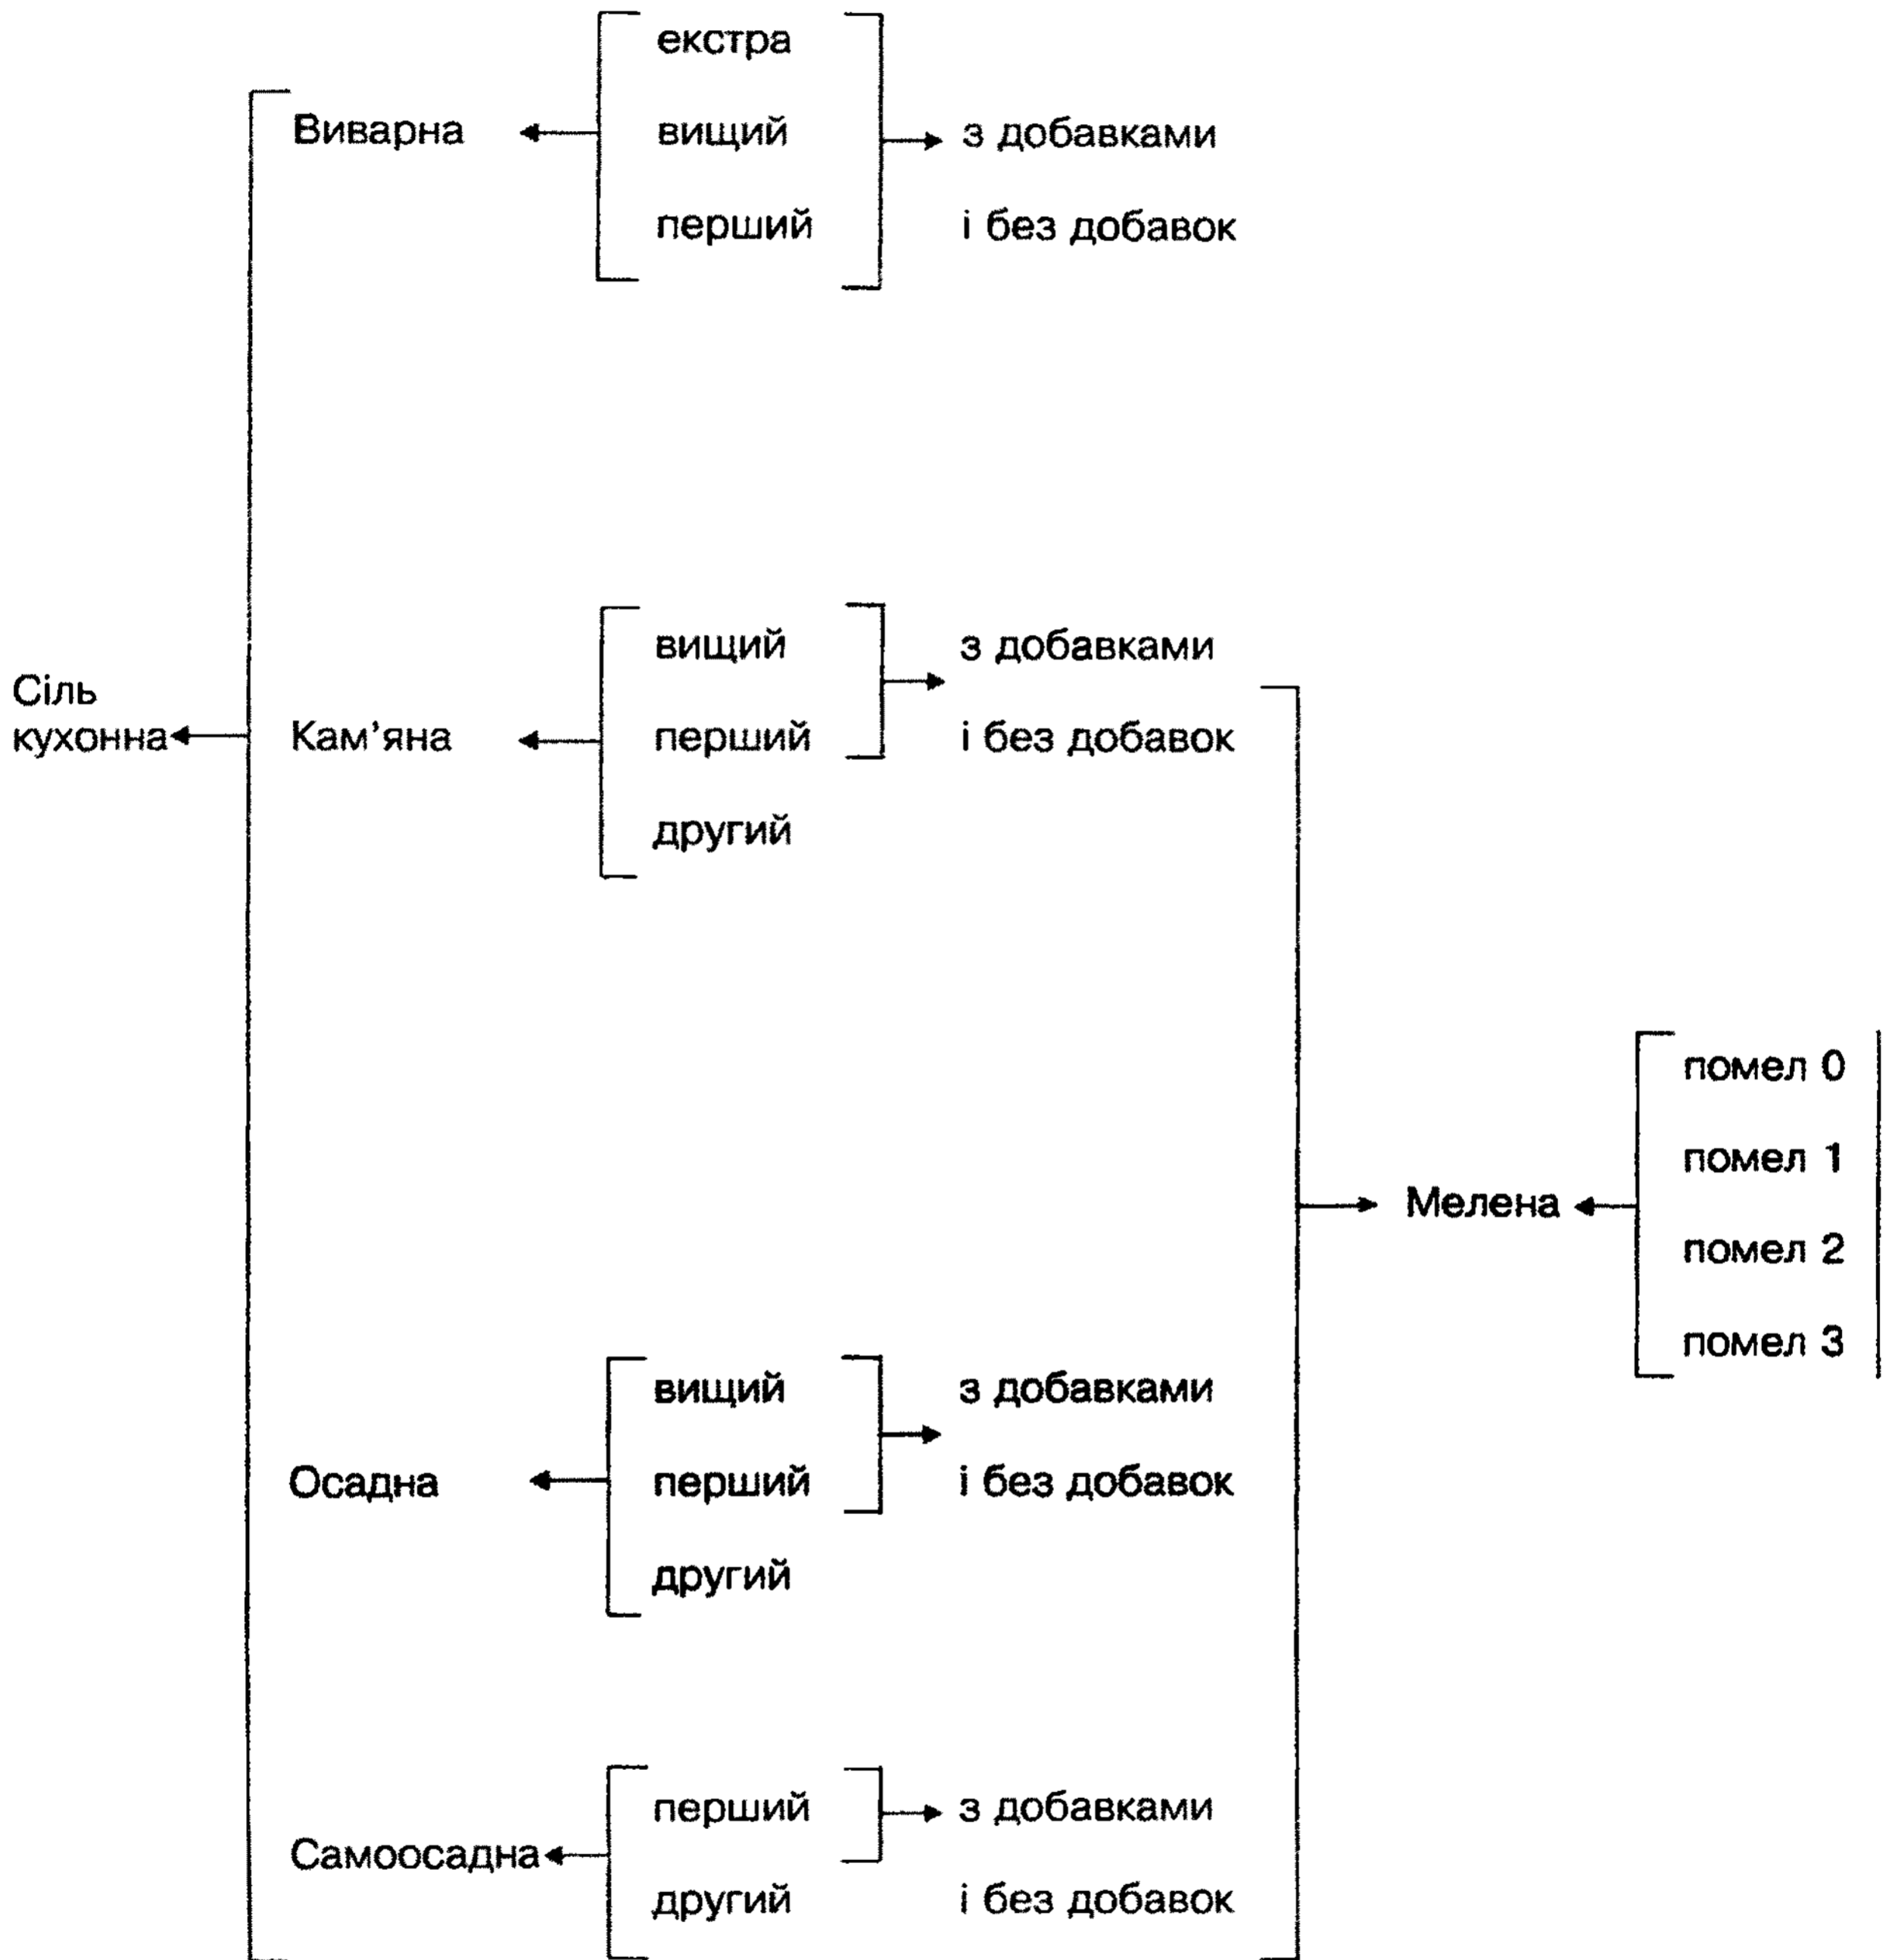 екстра
Виварна
вищий
з добавками
перший
і без добавок
Сіль
кухонна
Кам’яна
вищий
з добавками
перший
і без добавок
другий
Осадна
вищий
з добавками
перший
і без добавок
другий
Самоосадна
перший
з добавками
другий
і без добавок
Мелена
помел 0
помел 1
помел 2
помел 3